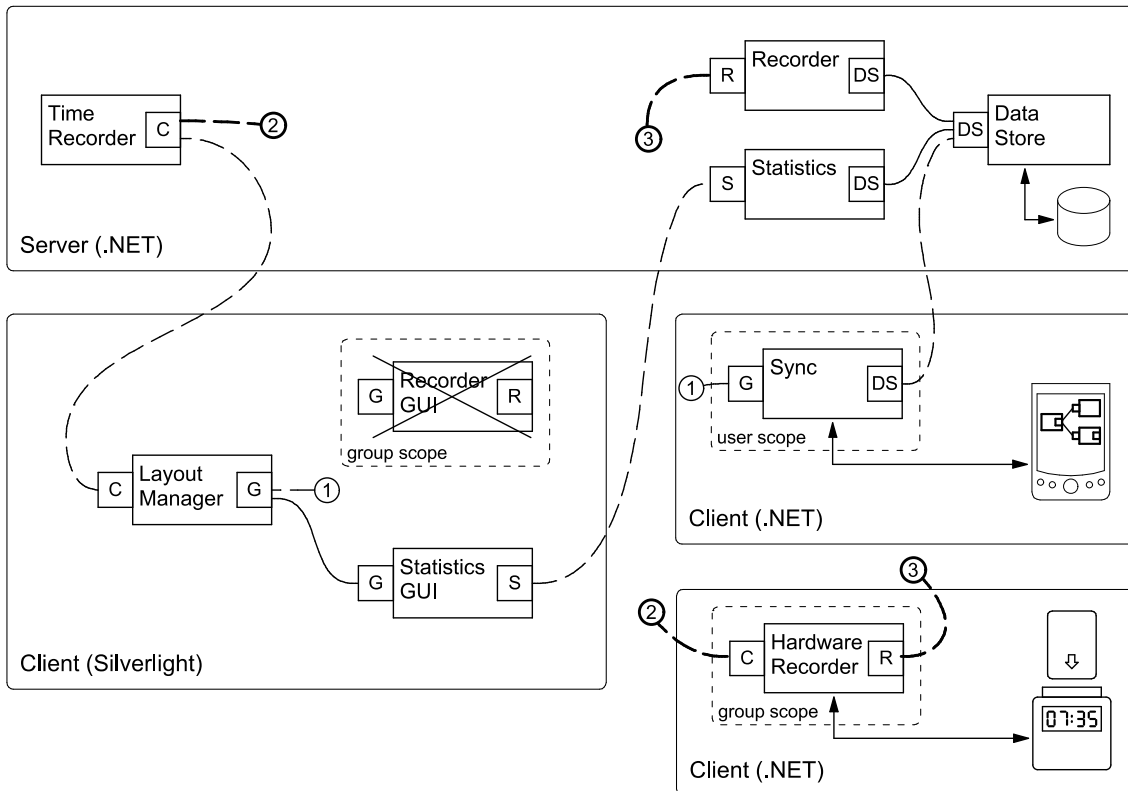 R
Recorder
DS
3
Time
Recorder
C
2
DS
Data
Store
S
Statistics
DS
Server (.NET)
G
Recorder
GUI
R
group scope
C
Layout
Manager
G
1
G
Statistics
GUI
S
Client (Silverlight)
1
G
Sync
DS
user scope
Client (.NET)
2
3
C
Hardware
Recorder
R
group scope
07:35
Client (.NET)